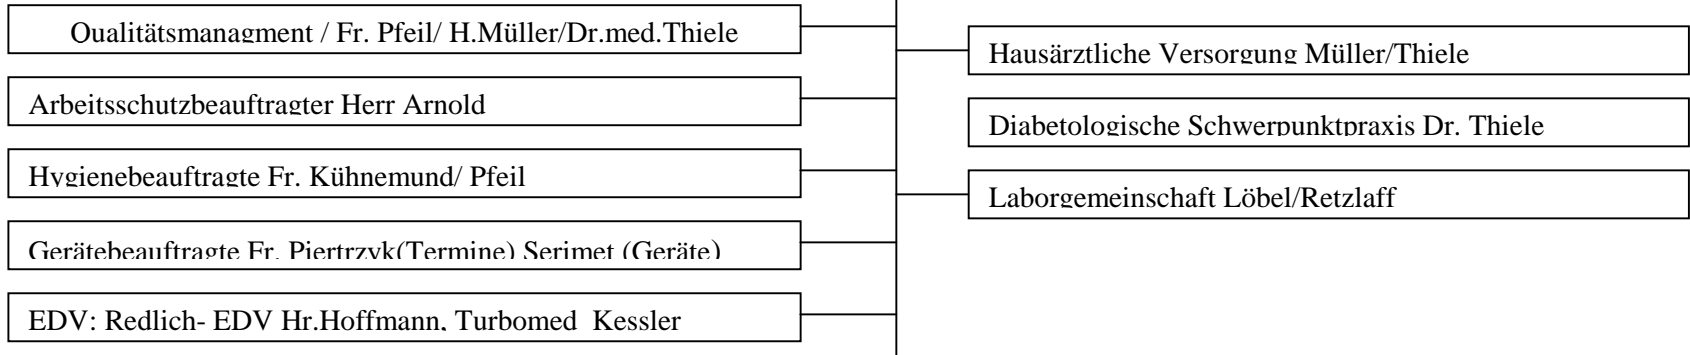 Qualitätsmanagment / Fr. Pfeil/ H.Müller/Dr.med.Thiele
Arbeitsschutzbeauftragter Herr Arnold
Hygienebeauftragte Fr. Kühnemund/ Pfeil
Gerätebeauftragte Fr. Piertrzyk(Termine) Serimet (Geräte)
EDV: Redlich- EDV Hr.Hoffmann, Turbomed  Kessler
Hausärztliche Versorgung Müller/Thiele
Diabetologische Schwerpunktpraxis Dr. Thiele
Laborgemeinschaft Löbel/Retzlaff